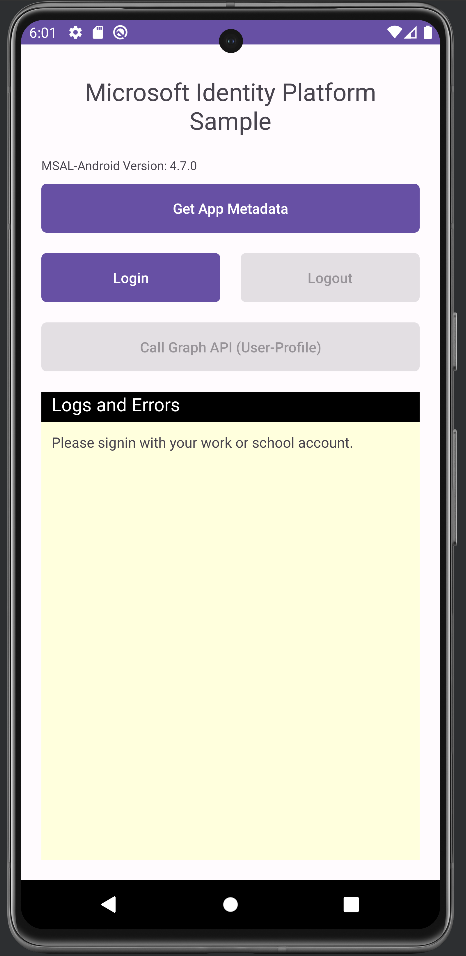 6:01
Microsoft Identity Platform
Sample
MSAL-Android Version: 4.7.0
Get App Metadata
Login
Logout
Call Graph API (User-Profile)
Logs and Errors
Please signin with your work or school account.